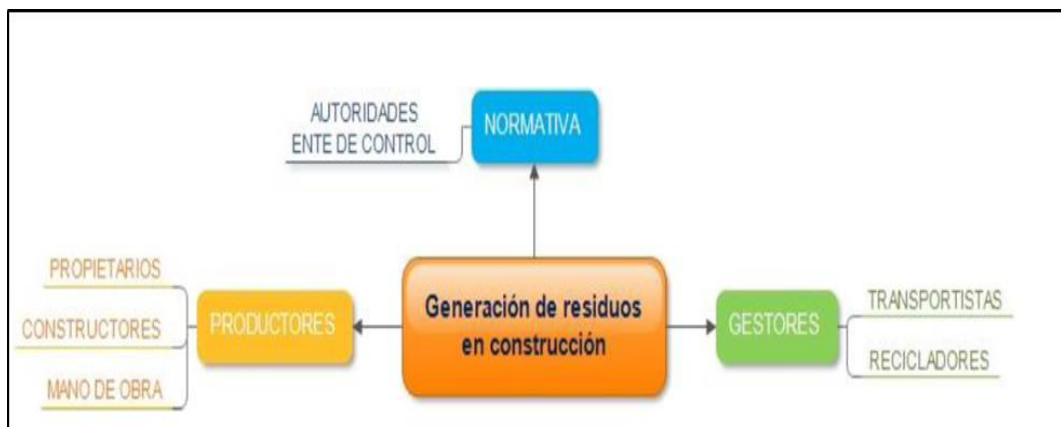 AUTORIDADES
ENTE DE CONTROL
NORMATIVA
PROPIETARIOS
CONSTRUCTORES
MANO DE OBRA
PRODUCTORES
Generación de residuos
en construcción
GESTORES
TRANSPORTISTAS
RECICLADORES